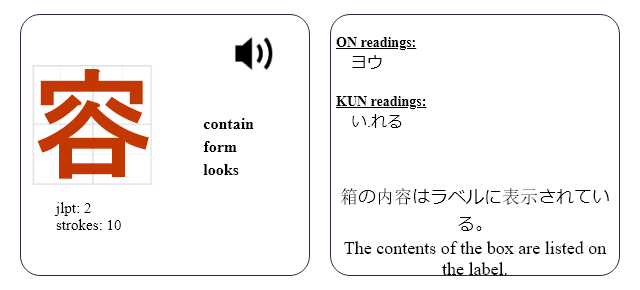 容
contain
form
looks
jlpt: 2
strokes: 10
ON readings:
ヨウ
KUN readings:
い.れる
箱の内容はラベルに表示されてい
る。
The contents of the box are listed on
the label.